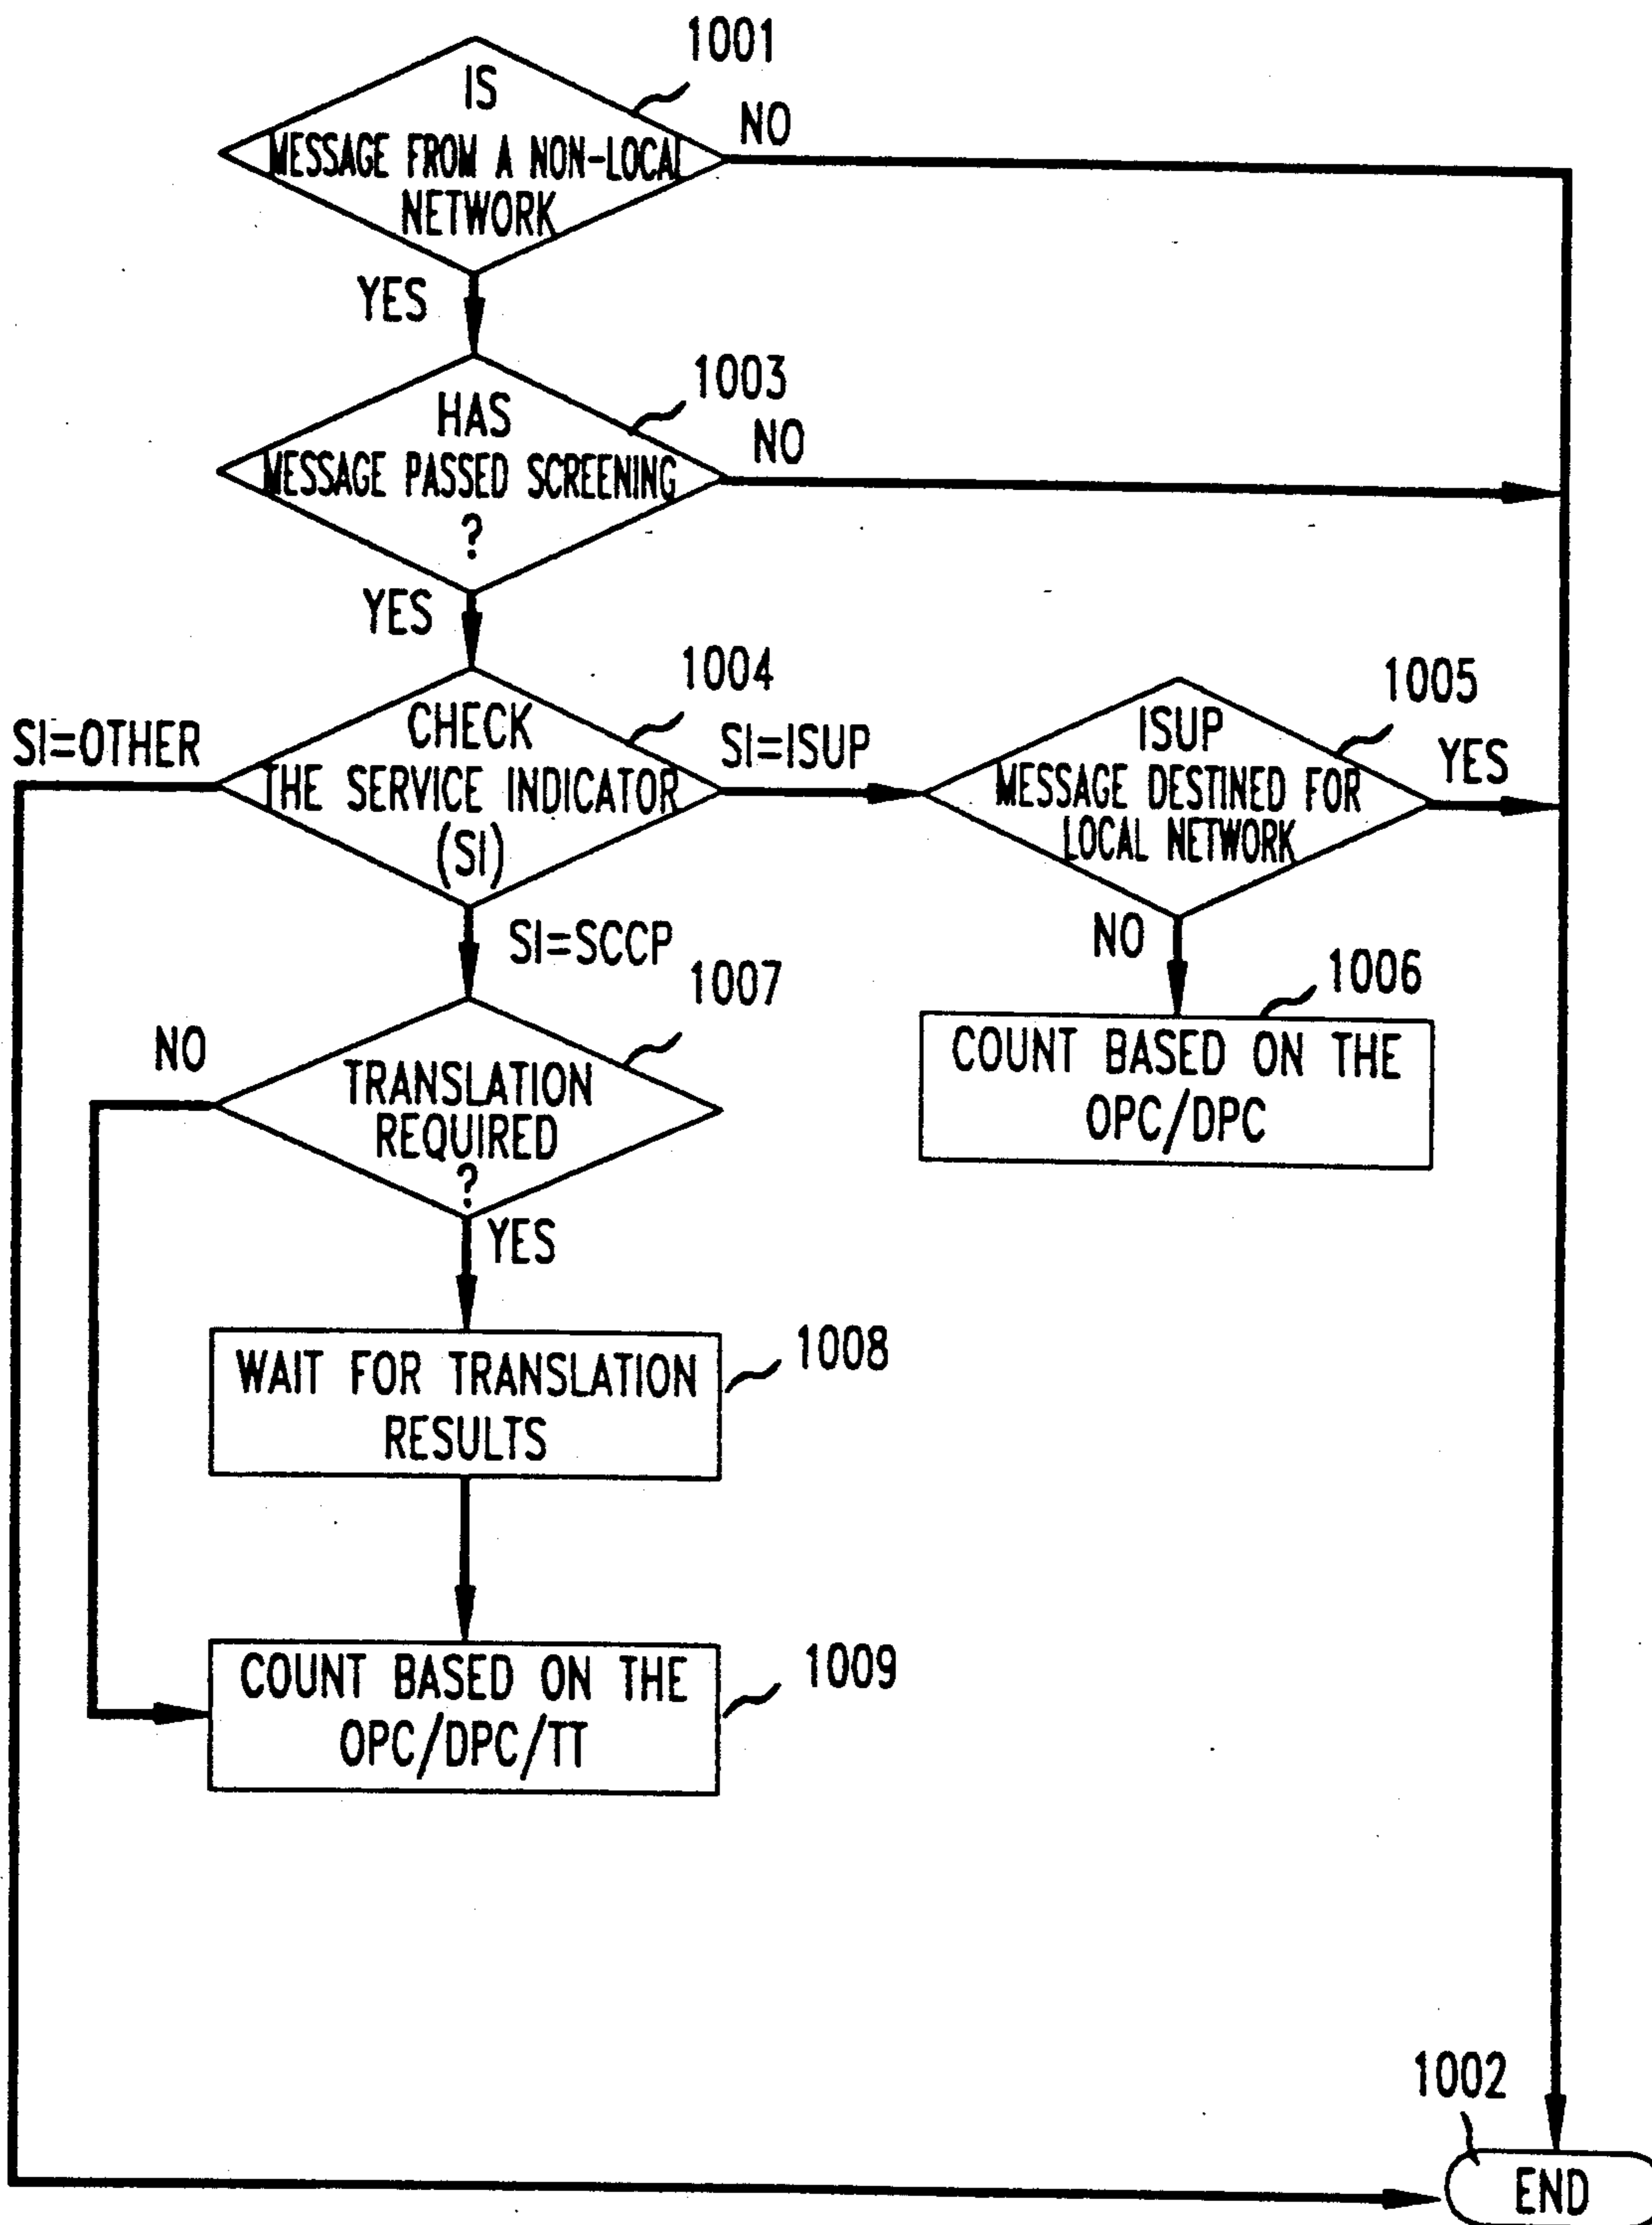 1001
IS
MESSAGE FROM A NON-LOCAL
NETWORK
NO
YES
1003
HAS
MESSAGE PASSED SCREENING
?
NO
YES
1004
CHECK
THE SERVICE INDICATOR
(SI)
SI=OTHER
SI=ISUP
1005
ISUP
MESSAGE DESTINED FOR
LOCAL NETWORK
YES
NO
1006
COUNT BASED ON THE
OPC/DPC
SI=SCCP
1007
TRANSLATION
REQUIRED
?
NO
YES
1008
WAIT FOR TRANSLATION
RESULTS
1009
COUNT BASED ON THE
OPC/DPC/TT
1002
END